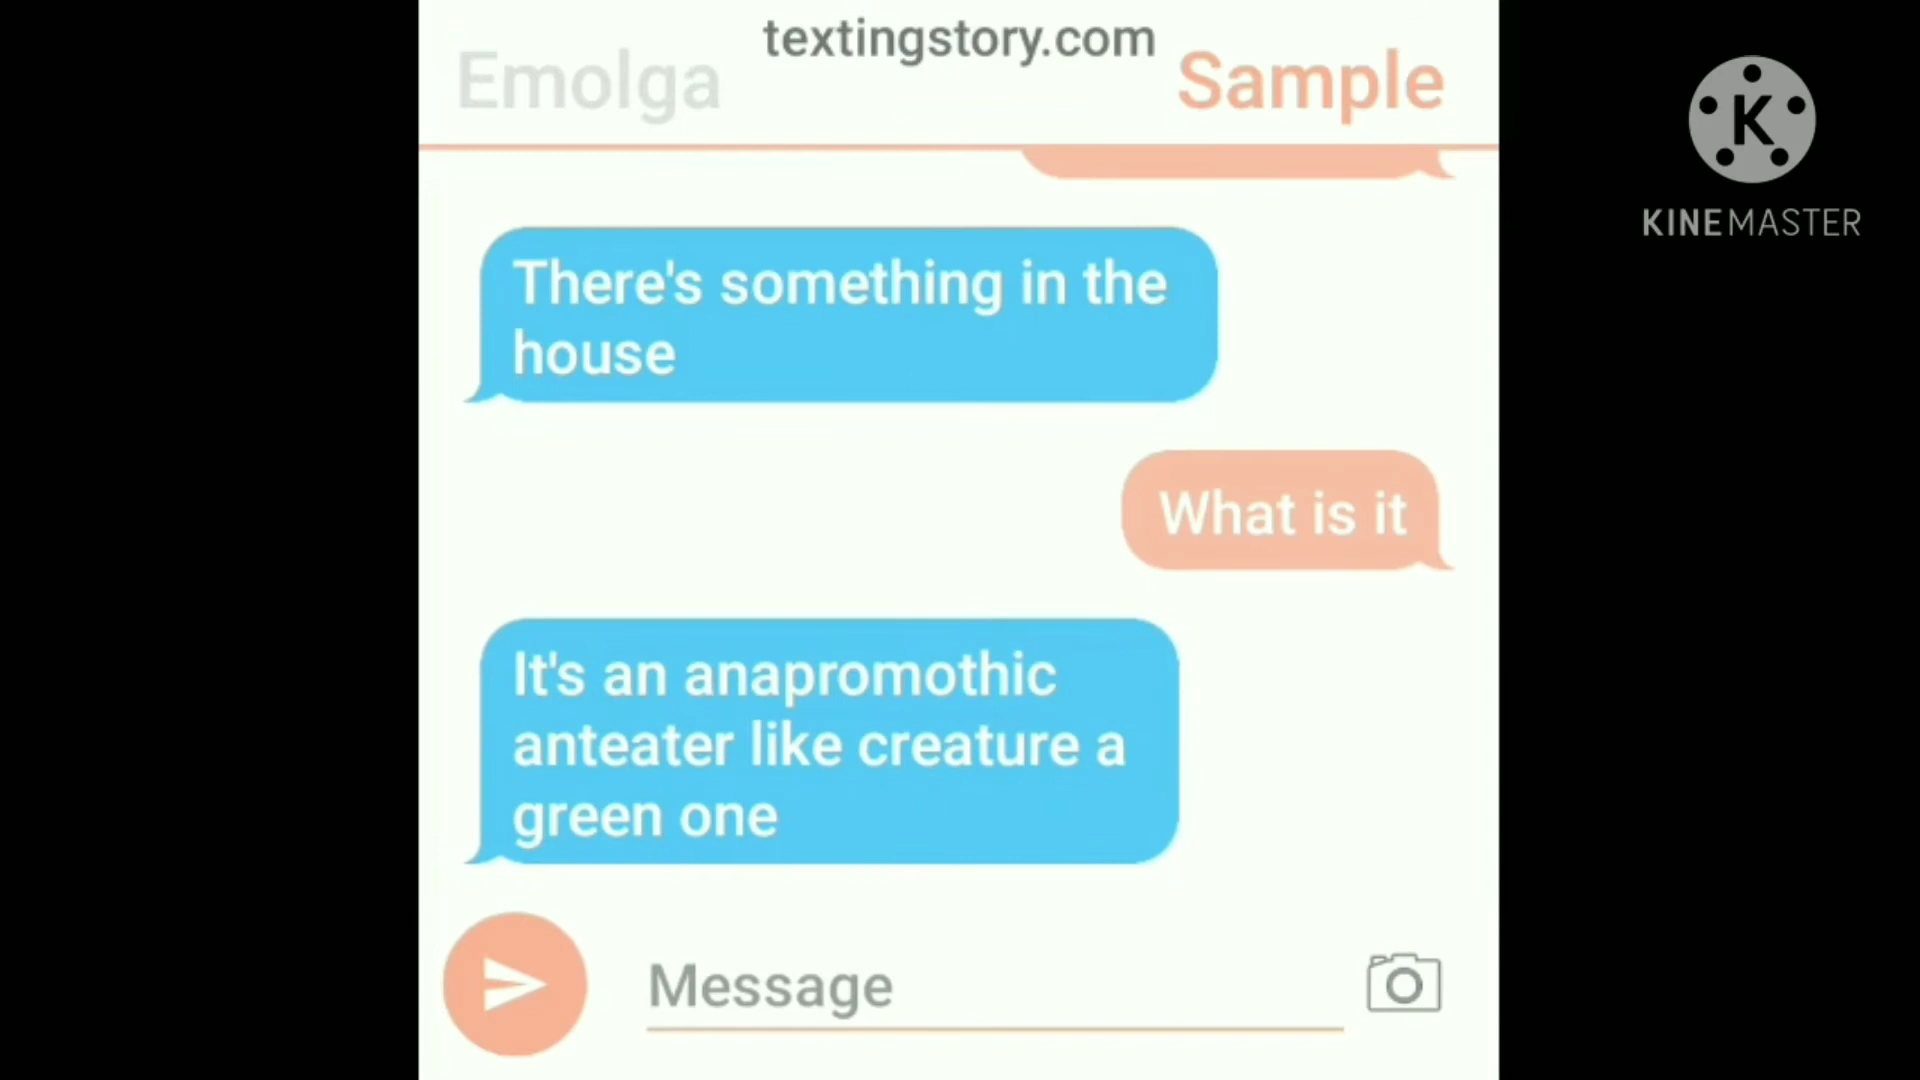 textingstory.com
Emolga
Sample
There's something in the
house
What is it
It's an anapromothic
anteater like creature a
green one
Message
K
KINEMASTER